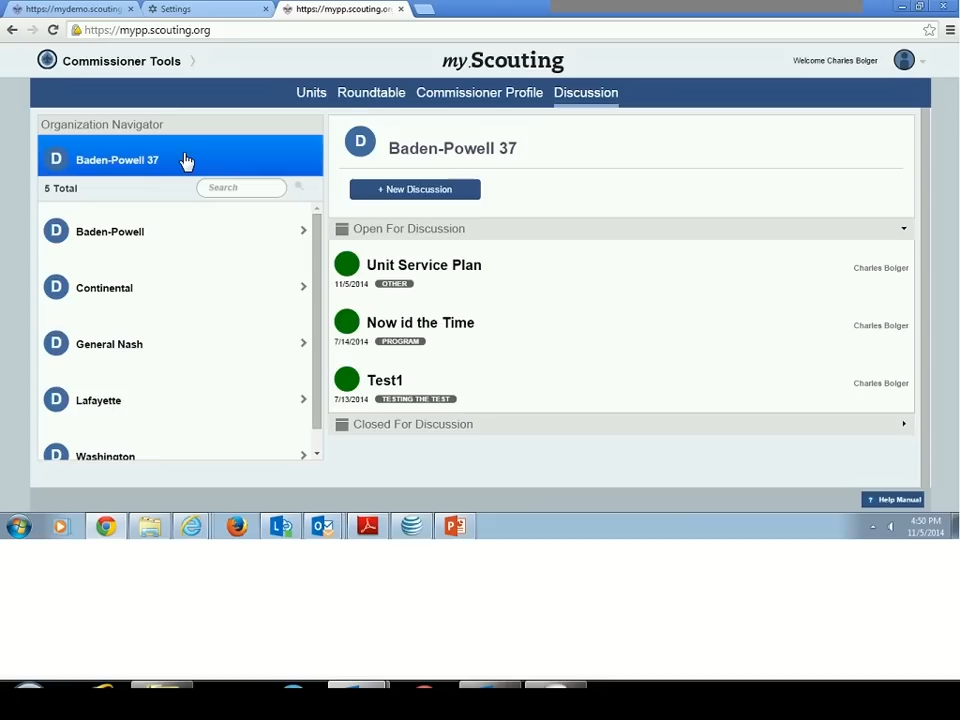 https://mydemo.scouting
Settings
https://mypp.scouting.org
https://mypp.scouting.org
Commissioner Tools
my.Scouting
Welcome Charles Bolger
Units Roundtable Commissioner Profile Discussion
Organization Navigator
D Baden-Powell 37
5 Total
Search
D Baden-Powell
D Continental
D General Nash
D Lafayette
D Washington
D Baden-Powell 37
+ New Discussion
Open For Discussion
Unit Service Plan
Charles Bolger
11/5/2014 OTHER
Now id the Time
Charles Bolger
7/14/2014 PROGRAM
Test1
Charles Bolger
7/13/2014 TESTING THE TEST
Closed For Discussion
? Help Manual
4:50 PM
11/5/2014